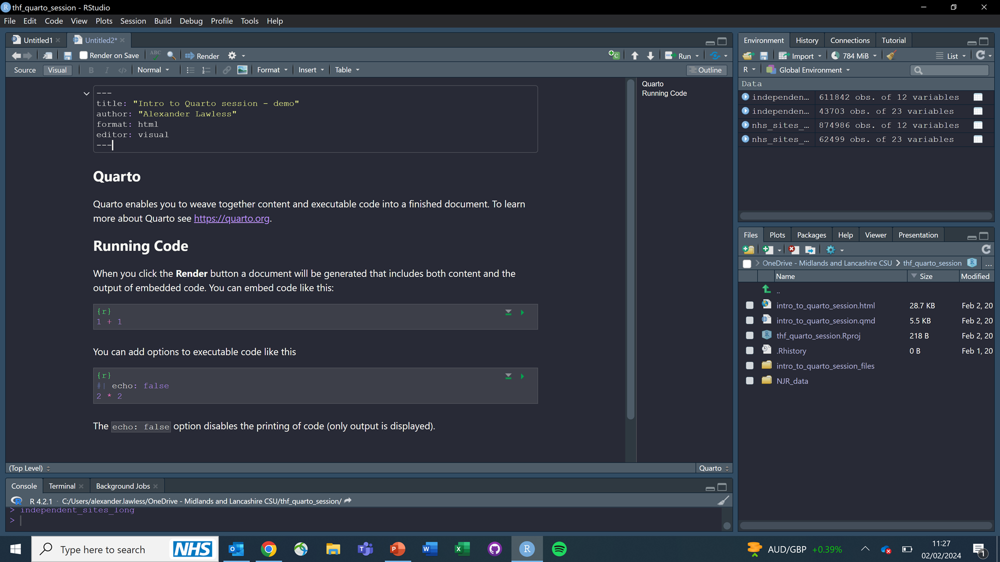 thf_quarto_session - RStudio
File Edit Code View Plots Session Build Debug Profile Tools Help
Untitled1
Untitled2*
Render on Save
ABC
Render
Run
Source Visual
B I </>
Normal
Format
Insert
Table
Outline
---
title: "Intro to Quarto session - demo"
author: "Alexander Lawless"
format: html
editor: visual
---
Quarto
Quarto enables you to weave together content and executable code into a finished document. To learn
more about Quarto see https://quarto.org.
Running Code
When you click the Render button a document will be generated that includes both content and the
output of embedded code. You can embed code like this:
{r}
1 + 1
You can add options to executable code like this
{r}
#| echo: false
2 * 2
The echo: false option disables the printing of code (only output is displayed).
Quarto
Running Code
(Top Level)
Quarto
Console Terminal Background Jobs
R 4.2.1 · C:/Users/alexander.lawless/OneDrive - Midlands and Lancashire CSU/thf_quarto_session/
> independent_sites_long
>
Environment History Connections Tutorial
Import 784 MiB List
R Global Environment
Data
independen... 611842 obs. of 12 variables
independen... 43703 obs. of 23 variables
nhs_sites_... 874986 obs. of 12 variables
nhs_sites_... 62499 obs. of 23 variables
Files Plots Packages Help Viewer Presentation
OneDrive - Midlands and Lancashire CSU thf_quarto_session ...
Name Size Modified
..
intro_to_quarto_session.html 28.7 KB Feb 2, 20
intro_to_quarto_session.qmd 5.5 KB Feb 2, 20
thf_quarto_session.Rproj 218 B Feb 2, 20
.Rhistory 0 B Feb 1, 20
intro_to_quarto_session_files
NJR_data
Type here to search
NHS
AUD/GBP +0.39%
11:27
02/02/2024
1